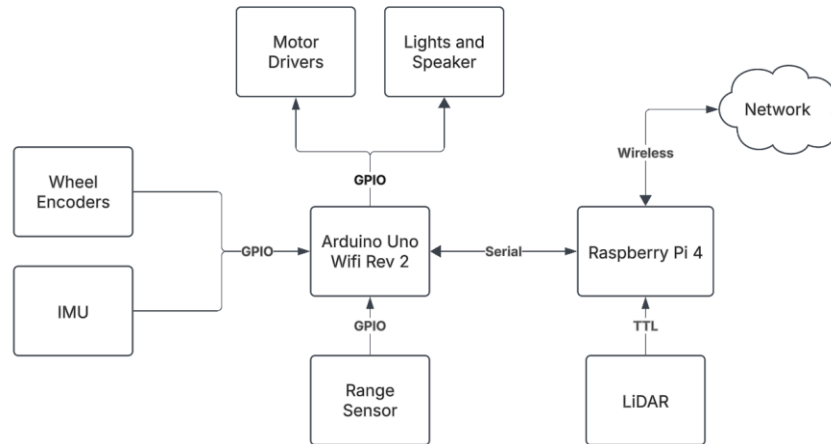 Motor
Drivers
Lights and
Speaker
Network
Wireless
GPIO
Wheel
Encoders
Arduino Uno
Wifi Rev 2
Raspberry Pi 4
GPIO
Serial
IMU
GPIO
TTL
Range
Sensor
LiDAR